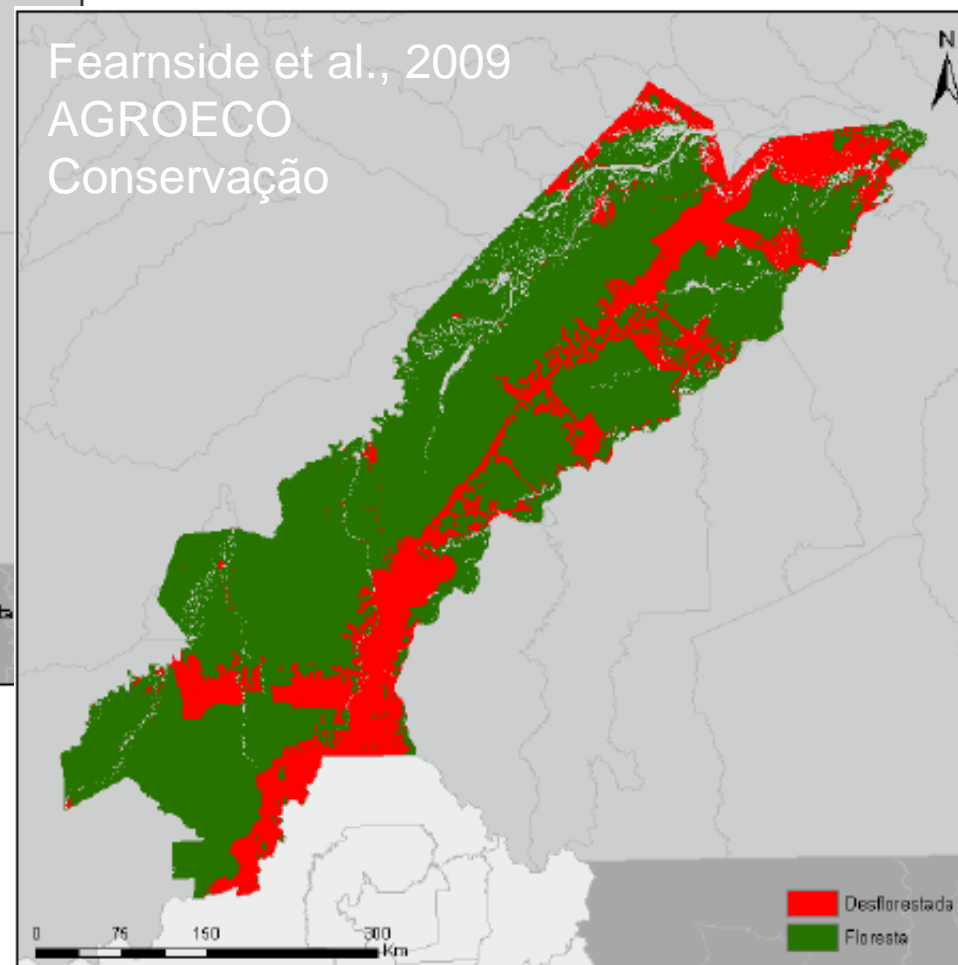 Fearnside et al., 2009
AGROECO
Conservação
N
Desflorestada
Floresta
0 75 150 300
Km